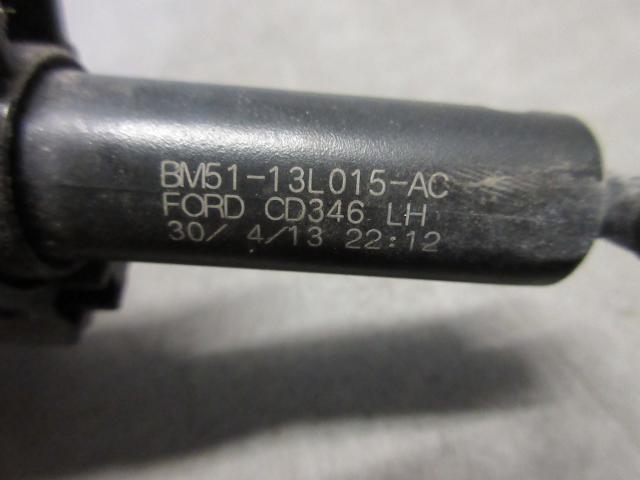 BM51-13L015-AC
FORD CD346 LH
30/ 4/13 22:12